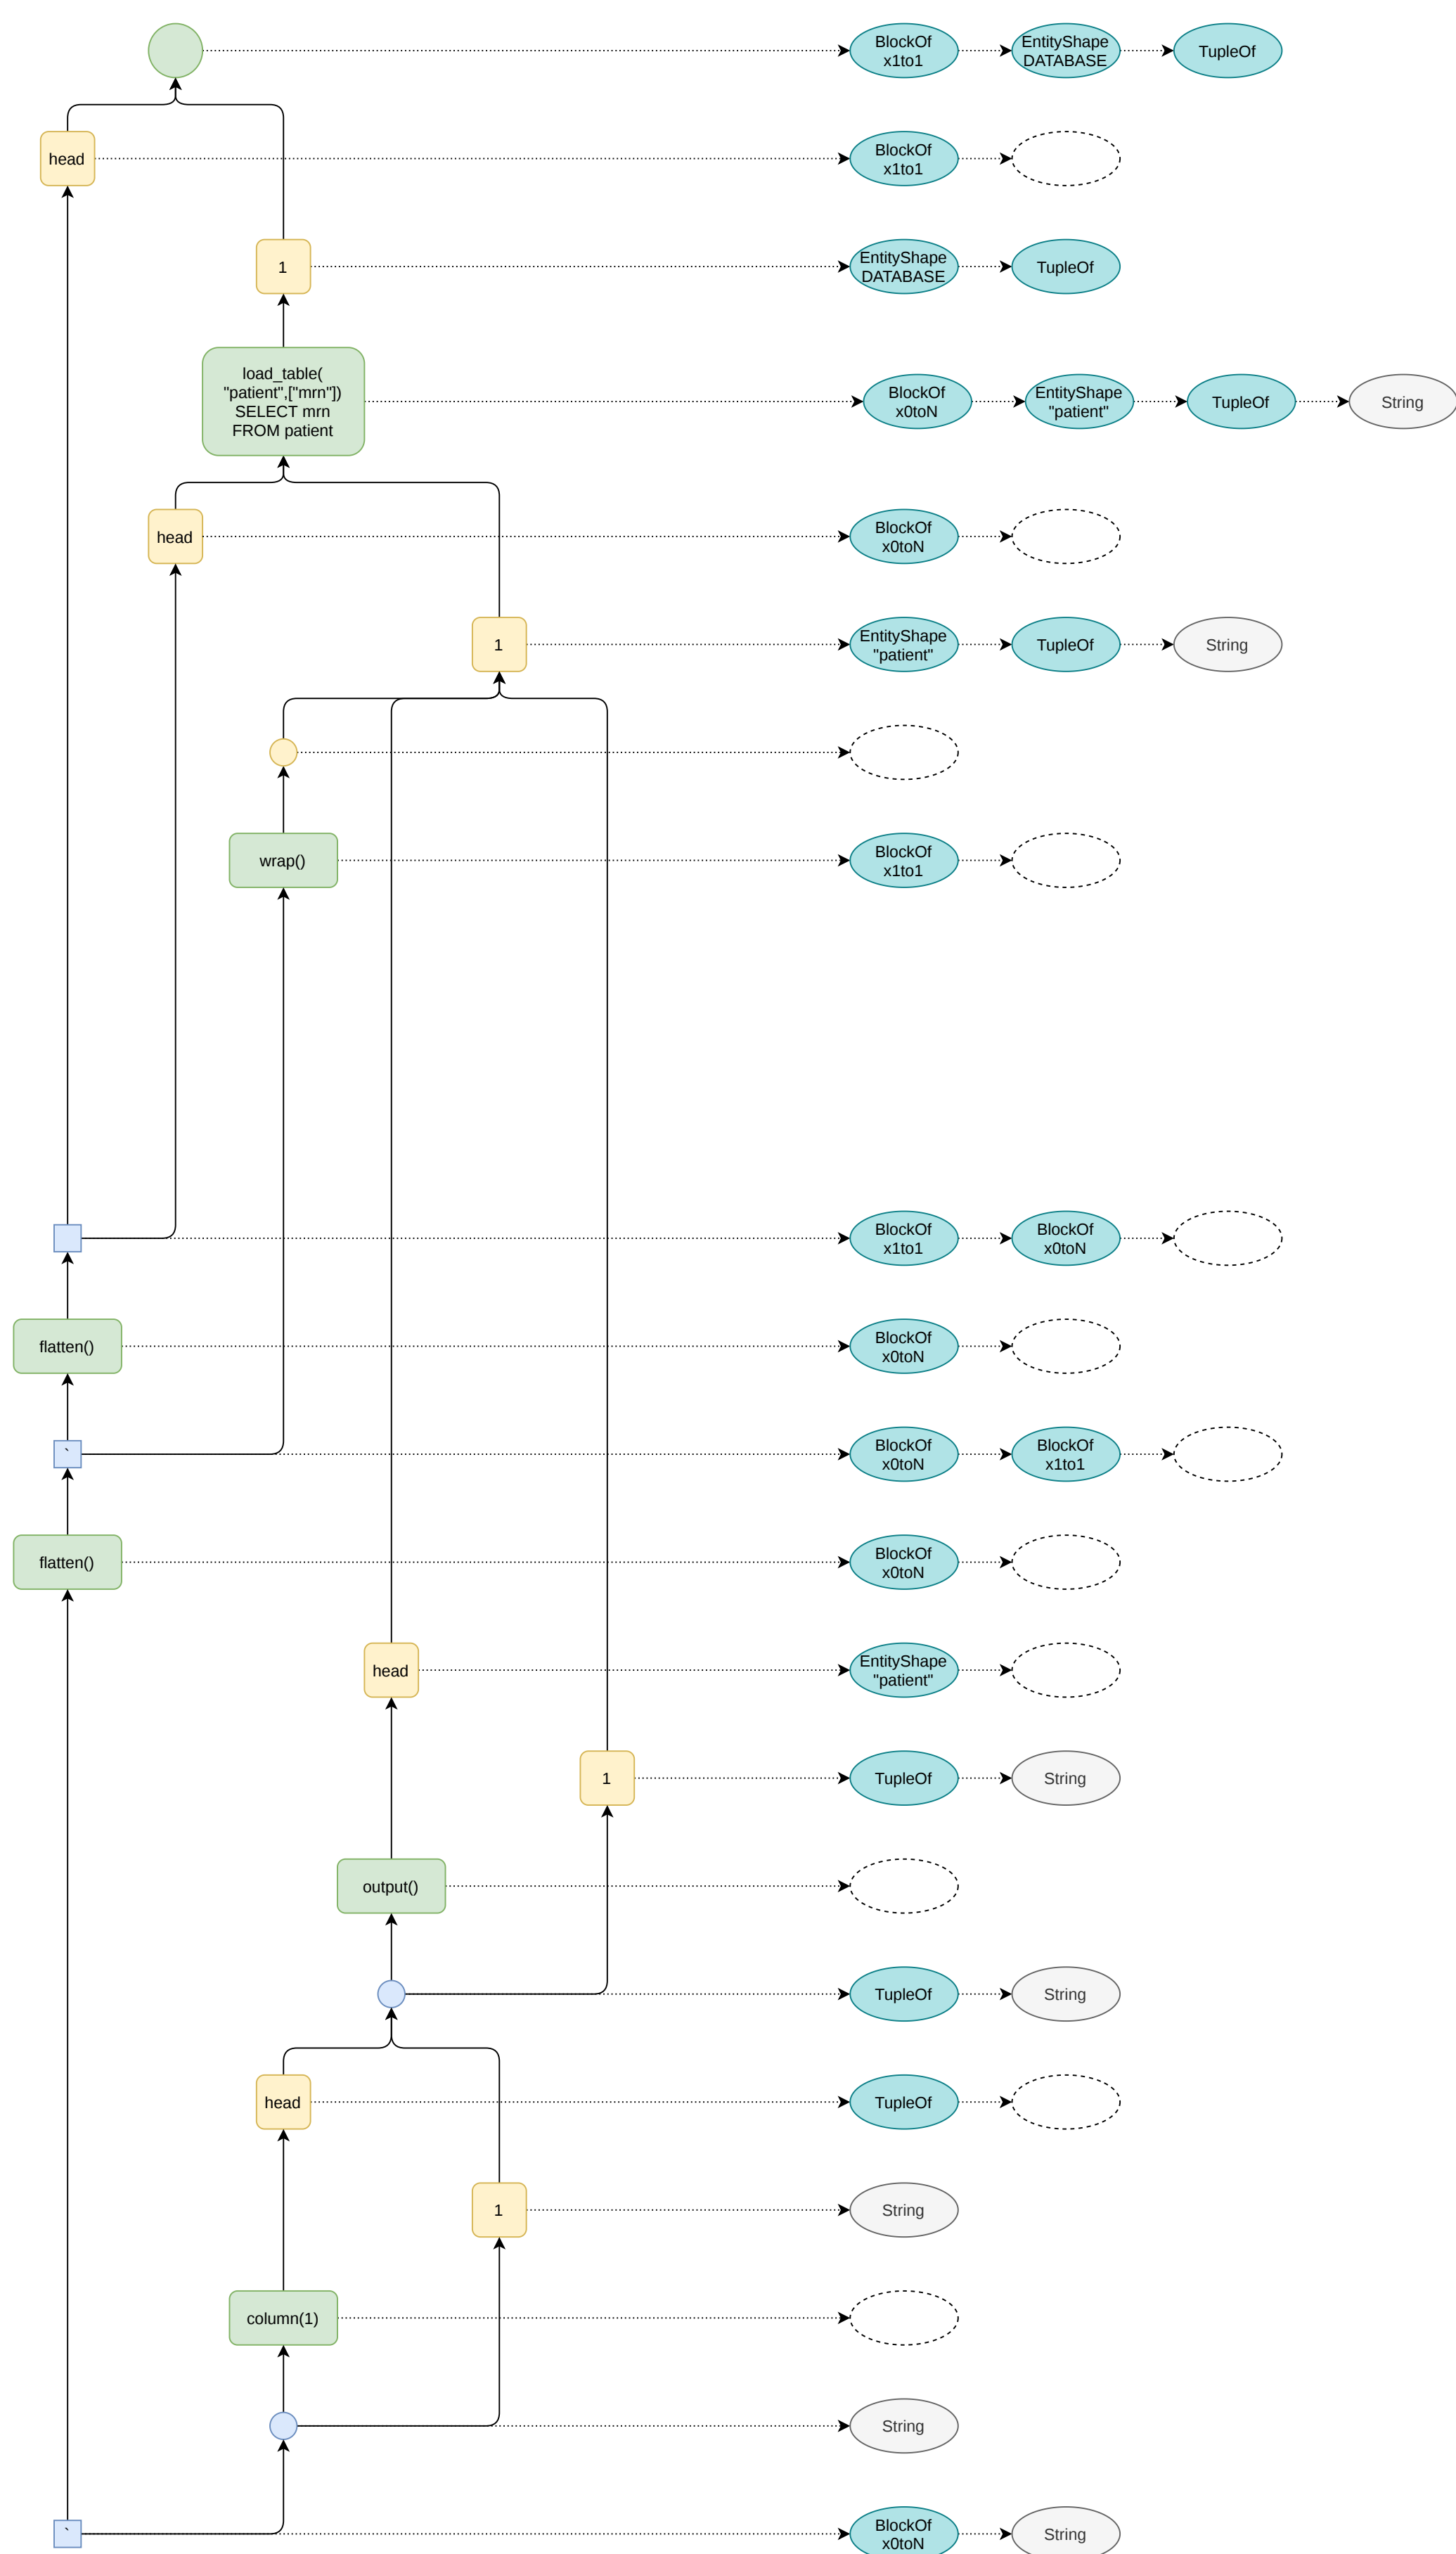 BlockOf
x1to1
EntityShape
DATABASE
TupleOf
head
BlockOf
x1to1
1
EntityShape
DATABASE
TupleOf
load_table(
"patient",["mrn"])
SELECT mrn
FROM patient
BlockOf
x0toN
EntityShape
"patient"
TupleOf
String
head
BlockOf
x0toN
1
EntityShape
"patient"
TupleOf
String
wrap()
BlockOf
x1to1
BlockOf
x1to1
BlockOf
x0toN
flatten()
BlockOf
x0toN
`
BlockOf
x0toN
BlockOf
x1to1
flatten()
BlockOf
x0toN
head
EntityShape
"patient"
1
TupleOf
String
output()
TupleOf
String
head
TupleOf
1
String
column(1)
String
`
BlockOf
x0toN
String